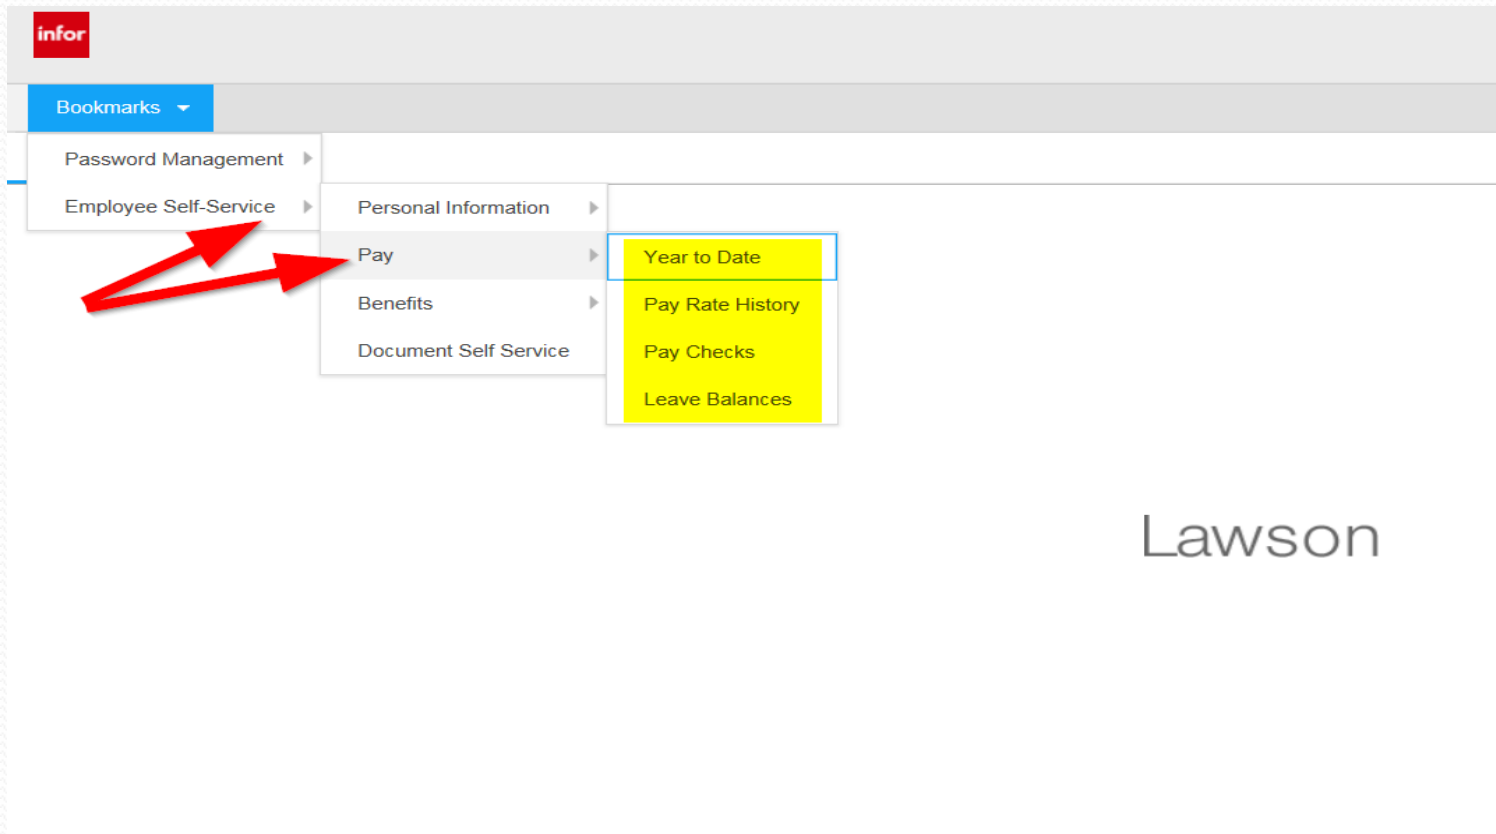 infor
Bookmarks
Password Management
Employee Self-Service
Personal Information
Pay
Benefits
Document Self Service
Year to Date
Pay Rate History
Pay Checks
Leave Balances
Lawson